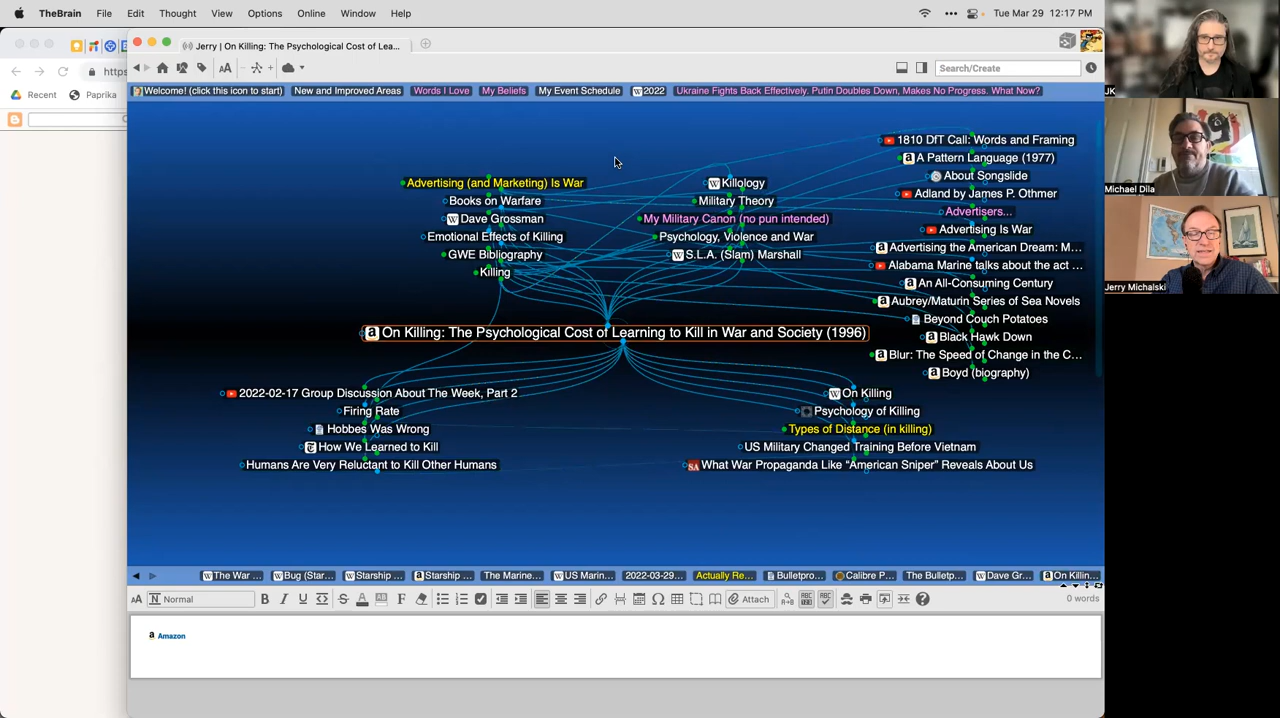 TheBrain File Edit Thought View Options Online Window Help Tue Mar 29 12:17 PM
Jerry | On Killing: The Psychological Cost of Lea...
https
Search/Create
Recent Paprika
Welcome! (click this icon to start) New and Improved Areas Words I Love My Beliefs My Event Schedule 2022 Ukraine Fights Back Effectively. Putin Doubles Down, Makes No Progress. What Now?
JK
Advertising (and Marketing) Is War
Books on Warfare
Dave Grossman
Emotional Effects of Killing
GWE Bibliography
Killing
Killology
Military Theory
My Military Canon (no pun intended)
Psychology, Violence and War
S.L.A. (Slam) Marshall
1810 DfT Call: Words and Framing
A Pattern Language (1977)
About Songslide
Adland by James P. Othmer
Advertisers...
Advertising Is War
Advertising the American Dream: M...
Alabama Marine talks about the act ...
An All-Consuming Century
Aubrey/Maturin Series of Sea Novels
Beyond Couch Potatoes
Black Hawk Down
Blur: The Speed of Change in the C...
Boyd (biography)
Michael Dila
Jerry Michalski
On Killing: The Psychological Cost of Learning to Kill in War and Society (1996)
2022-02-17 Group Discussion About The Week, Part 2
Firing Rate
Hobbes Was Wrong
How We Learned to Kill
Humans Are Very Reluctant to Kill Other Humans
On Killing
Psychology of Killing
Types of Distance (in killing)
US Military Changed Training Before Vietnam
What War Propaganda Like “American Sniper” Reveals About Us
The War ... Bug (Star... Starship ... Starship ... The Marine... US Marin... 2022-03-29... Actually Re... Bulletpro... Calibre P... The Bulletp... Dave Gr... On Killin...
Normal B I U S A Attach 0 words
Amazon